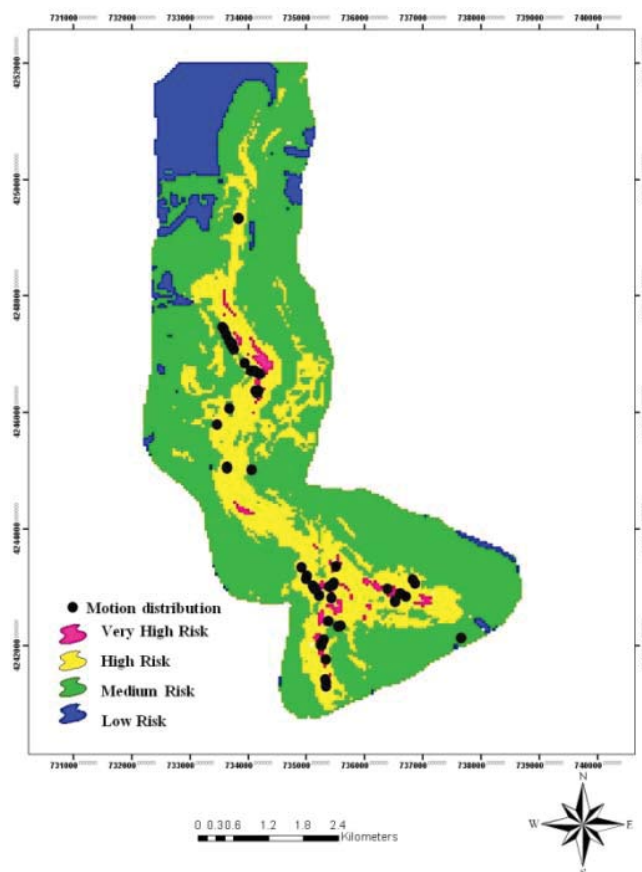 731000 732000 733000 734000 735000 736000 737000 738000 739000 740000
4252000
4250000
4248000
4246000
4244000
4242000
Motion distribution
Very High Risk
High Risk
Medium Risk
Low Risk
731000 732000 733000 734000 735000 736000 737000 738000 739000 740000
N
W E
0 0.30.6 1.2 1.8 2.4
Kilometers